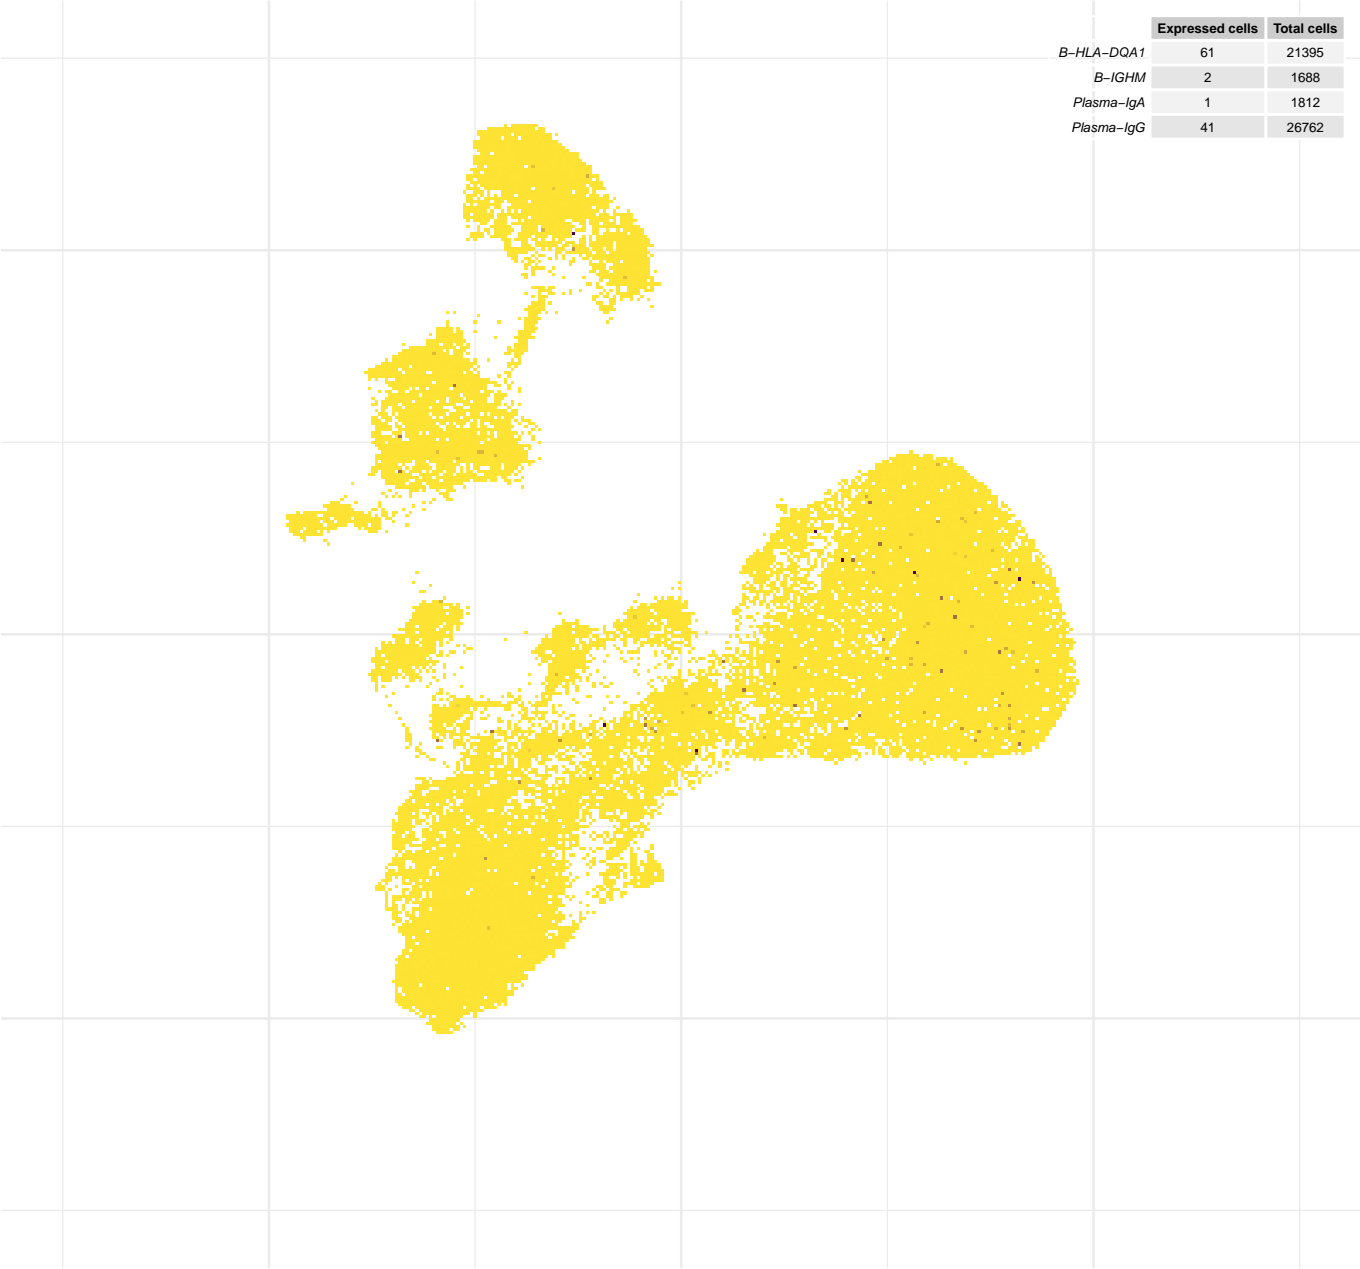 Expressed cells Total cells
B−HLA−DQA1 61 21395
B−IGHM 2 1688
Plasma−IgA 1 1812
Plasma−IgG 41 26762